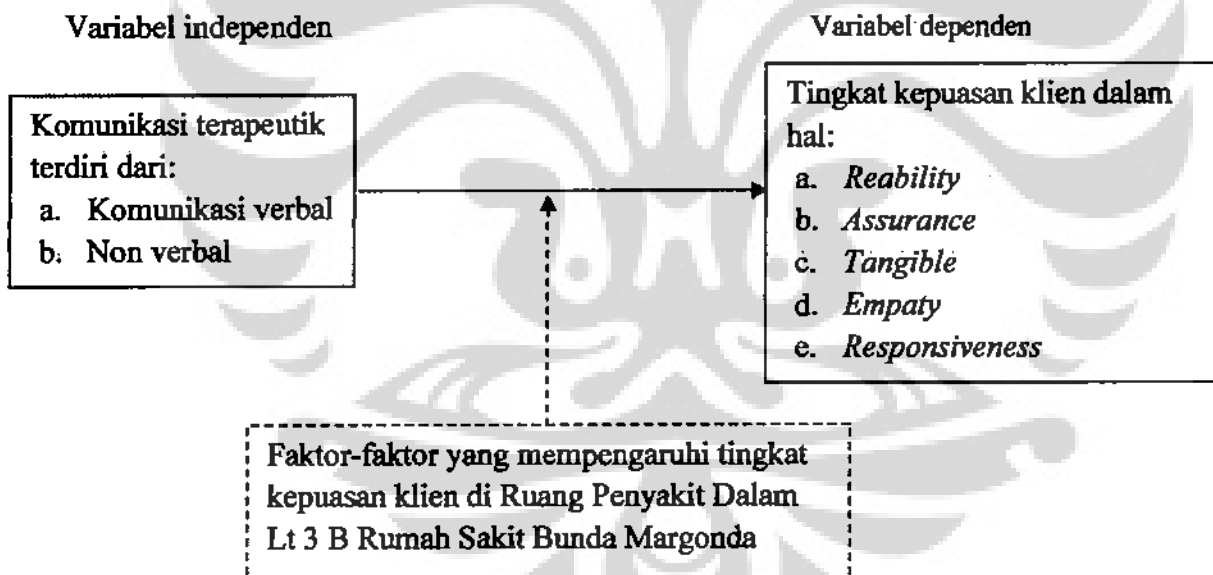 Variabel independen
Variabel dependen
Komunikasi terapeutik
terdiri dari:
a. Komunikasi verbal
b. Non verbal
Tingkat kepuasan klien dalam
hal:
a. Reability
b. Assurance
c. Tangible
d. Empaty
e. Responsiveness
Faktor-faktor yang mempengaruhi tingkat
kepuasan klien di Ruang Penyakit Dalam
Lt 3 B Rumah Sakit Bunda Margonda